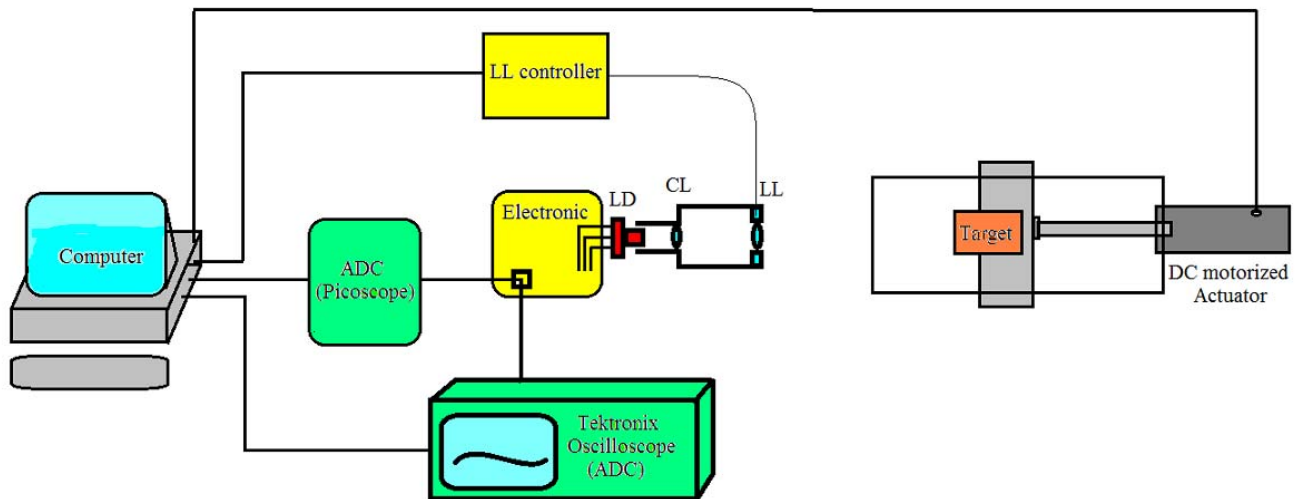 LL controller
CL
LL
LD
Electronic
Computer
ADC
(Picoscope)
Target
DC motorized
Actuator
Tektronix
Oscilloscope
(ADC)